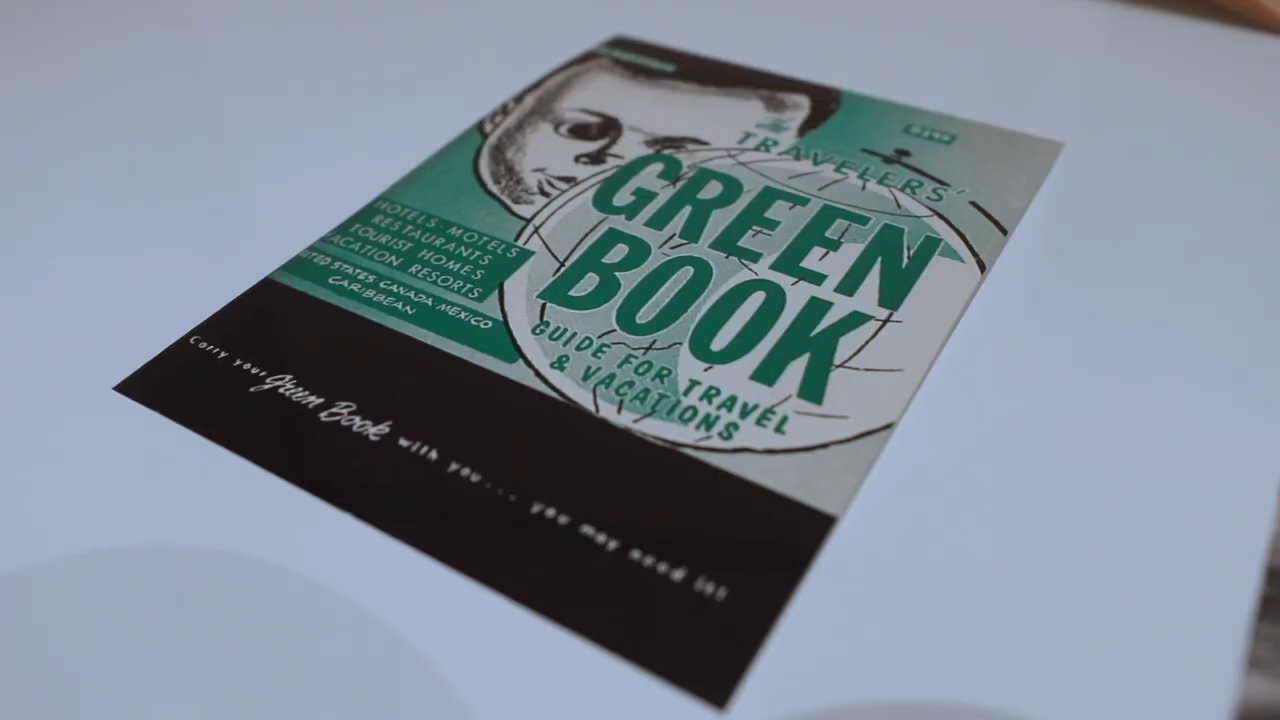 The
TRAVELERS'
GREEN
BOOK
GUIDE FOR TRAVEL
& VACATIONS
HOTELS · MOTELS
RESTAURANTS
TOURIST HOMES
VACATION RESORTS
UNITED STATES CANADA · MEXICO
CARIBBEAN
Carry your Green Book with you... you may need it!